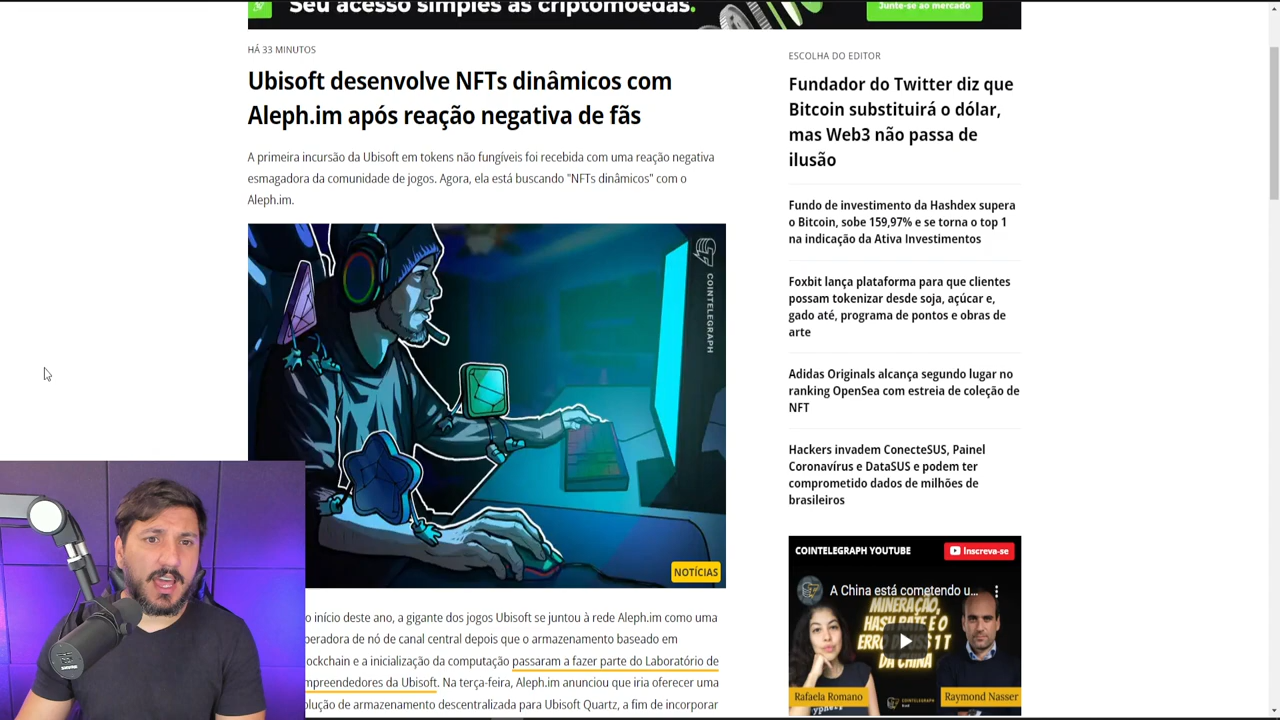 Seu acesso simples às criptomoedas.
Junte-se ao mercado
HÁ 33 MINUTOS
Ubisoft desenvolve NFTs dinâmicos com
Aleph.im após reação negativa de fãs
A primeira incursão da Ubisoft em tokens não fungíveis foi recebida com uma reação negativa
esmagadora da comunidade de jogos. Agora, ela está buscando "NFTs dinâmicos" com o
Aleph.im.
COINTELEGRAPH
NOTÍCIAS
o início deste ano, a gigante dos jogos Ubisoft se juntou à rede Aleph.im como uma
peradora de nó de canal central depois que o armazenamento baseado em
ockchain e a inicialização da computação passaram a fazer parte do Laboratório de
mpreendedores da Ubisoft. Na terça-feira, Aleph.im anunciou que iria oferecer uma
de armazenamento descentralizada para Ubisoft Quartz, a fim de incorporar
ESCOLHA DO EDITOR
Fundador do Twitter diz que
Bitcoin substituirá o dólar,
mas Web3 não passa de
ilusão
Fundo de investimento da Hashdex supera
o Bitcoin, sobe 159,97% e se torna o top 1
na indicação da Ativa Investimentos
Foxbit lança plataforma para que clientes
possam tokenizar desde soja, açúcar e,
gado até, programa de pontos e obras de
arte
Adidas Originals alcança segundo lugar no
ranking OpenSea com estreia de coleção de
NFT
Hackers invadem ConecteSUS, Painel
Coronavírus e DataSUS e podem ter
comprometido dados de milhões de
brasileiros
COINTELEGRAPH YOUTUBE
Inscreva-se
A China está cometendo u...
MINERAÇÃO,
HASH RATE E O
DA CHINA
Rafaela Romano
COINTELEGRAPH
Raymond Nasser